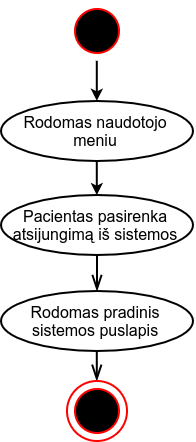 Rodomas naudotojo
meniu
Pacientas pasirenka
atsijungimą iš sistemos
Rodomas pradinis
sistemos puslapis